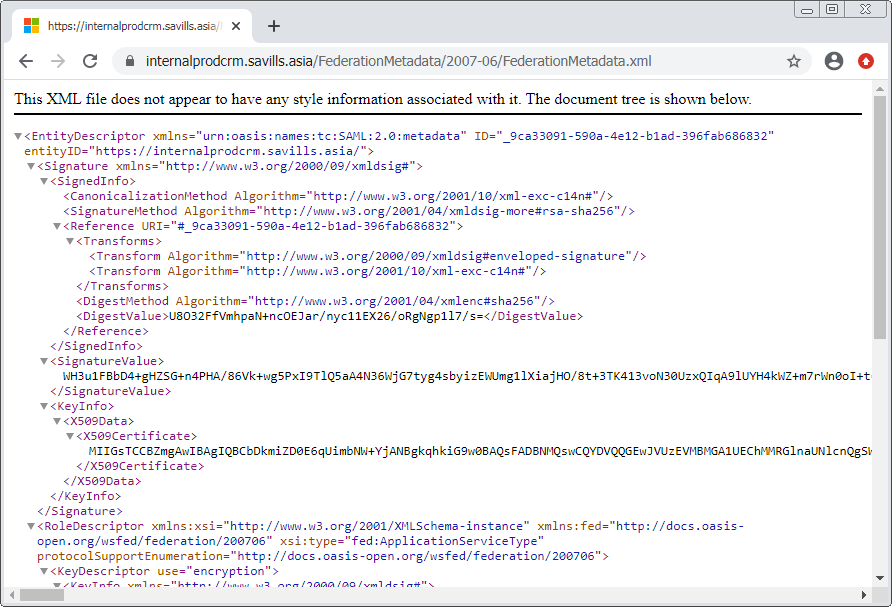 https://internalprodcrm.savills.asia/
internalprodcrm.savills.asia/FederationMetadata/2007-06/FederationMetadata.xml
This XML file does not appear to have any style information associated with it. The document tree is shown below.
<EntityDescriptor xmlns="urn:oasis:names:tc:SAML:2.0:metadata" ID="_9ca33091-590a-4e12-b1ad-396fab686832"
entityID="https://internalprodcrm.savills.asia/">
<Signature xmlns="http://www.w3.org/2000/09/xmldsig#">
<SignedInfo>
<CanonicalizationMethod Algorithm="http://www.w3.org/2001/10/xml-exc-c14n#"/>
<SignatureMethod Algorithm="http://www.w3.org/2001/04/xmldsig-more#rsa-sha256"/>
<Reference URI="#_9ca33091-590a-4e12-b1ad-396fab686832">
<Transforms>
<Transform Algorithm="http://www.w3.org/2000/09/xmldsig#enveloped-signature"/>
<Transform Algorithm="http://www.w3.org/2001/10/xml-exc-c14n#"/>
</Transforms>
<DigestMethod Algorithm="http://www.w3.org/2001/04/xmlenc#sha256"/>
<DigestValue>U8O32FfVmhpaN+ncOEJar/nyc11EX26/oRgNgp1l7/s=</DigestValue>
</Reference>
</SignedInfo>
<SignatureValue>
WH3u1FBbD4+gHZSG+n4PHA/86Vk+wg5PxI9TlQ5aA4N36WjG7tyg4sbyizEWUmg1lXiajHO/8t+3TK413voN30UzxQIqA9lUYH4kWZ+m7rWn0oI+t
</SignatureValue>
<KeyInfo>
<X509Data>
<X509Certificate>
MIIGsTCCBZmgAwIBAgIQBCbDkmiZD0E6qUimbNW+YjANBgkqhkiG9w0BAQsFADBNMQswCQYDVQQGEwJVUzEVMBMGA1UEChMMRGlnaUNlcnQgSW
</X509Certificate>
</X509Data>
</KeyInfo>
</Signature>
<RoleDescriptor xmlns:xsi="http://www.w3.org/2001/XMLSchema-instance" xmlns:fed="http://docs.oasis-
open.org/wsfed/federation/200706" xsi:type="fed:ApplicationServiceType"
protocolSupportEnumeration="http://docs.oasis-open.org/wsfed/federation/200706">
<KeyDescriptor use="encryption">
<KeyInfo xmlns="http://www.w3.org/2000/09/xmldsig#">